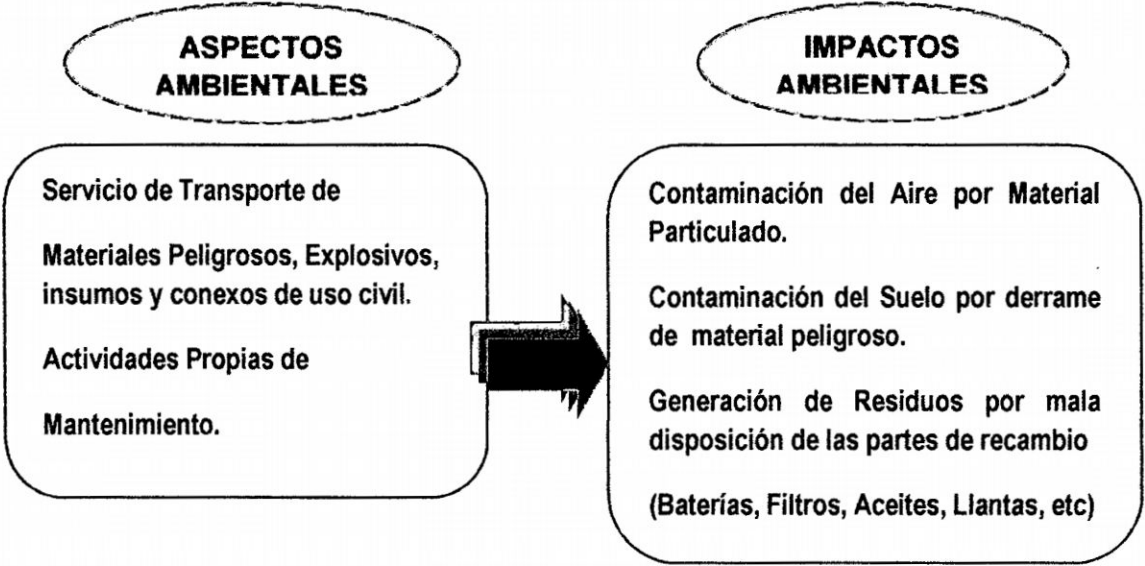 ASPECTOS
AMBIENTALES
Servicio de Transporte de
Materiales Peligrosos, Explosivos,
insumos y conexos de uso civil.
Actividades Propias de
Mantenimiento.
IMPACTOS
AMBIENTALES
Contaminación del Aire por Material
Particulado.
Contaminación del Suelo por derrame
de material peligroso.
Generación de Residuos por mala
disposición de las partes de recambio
(Baterías, Filtros, Aceites, Llantas, etc)